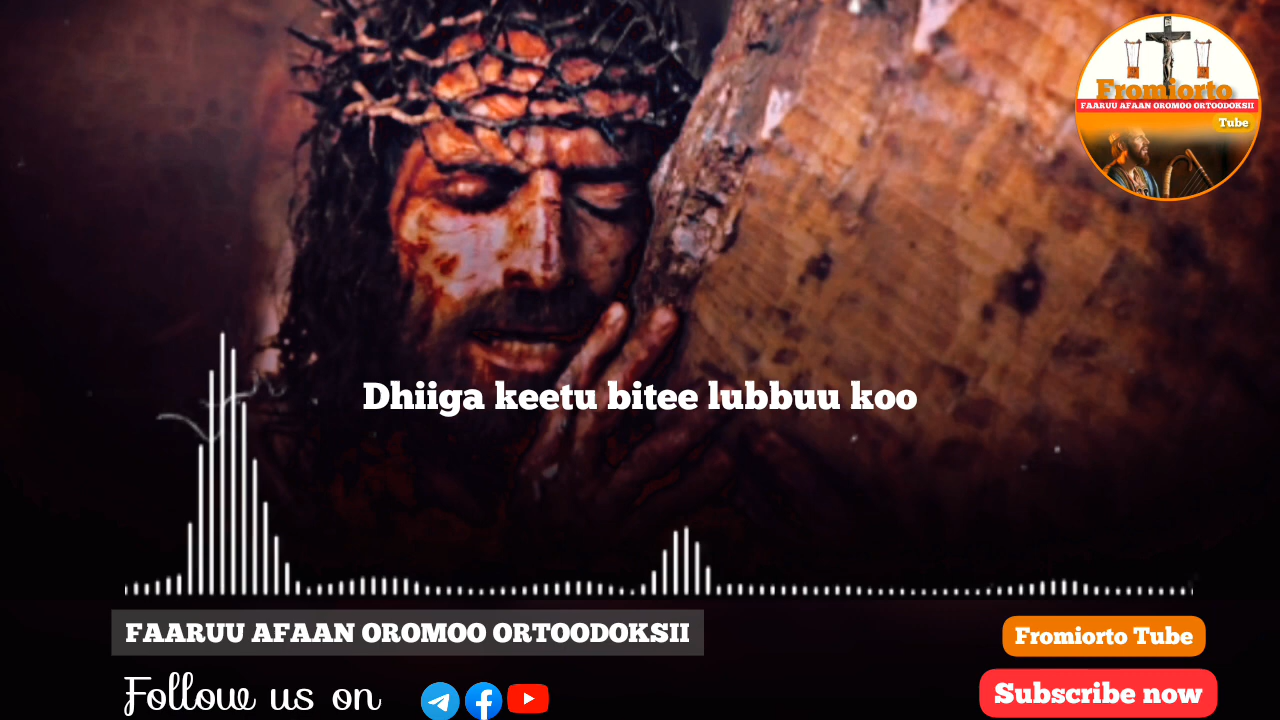 Fromiorto
FAARUU AFAAN OROMOO ORTOODOKSII
Tube
Dhiiga keetu bitee lubbuu koo
FAARUU AFAAN OROMOO ORTOODOKSII
Fromiorto Tube
Follow us on
Subscribe now